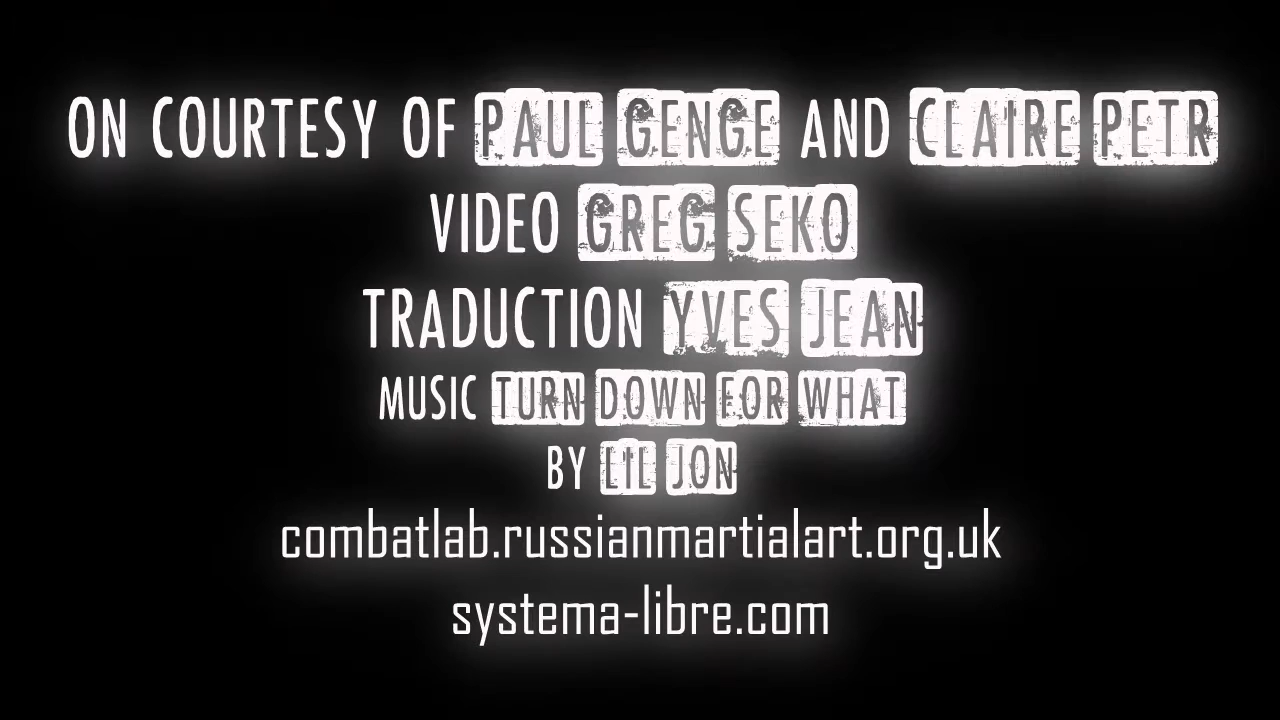 ON COURTESY OF PAUL GENGE AND CLAIRE PETR
VIDEO GREG SEKO
TRADUCTION YVES JEAN
MUSIC TURN DOWN FOR WHAT
BY LIL JON
combatlab.russianmartialart.org.uk
systema-libre.com